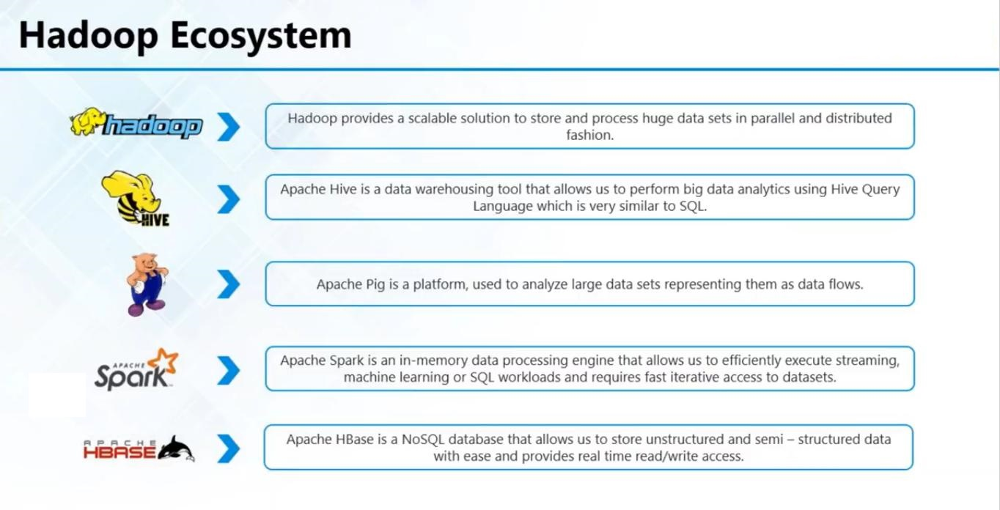 Hadoop Ecosystem
hadoop
Hadoop provides a scalable solution to store and process huge data sets in parallel and distributed
fashion.
HIVE
Apache Hive is a data warehousing tool that allows us to perform big data analytics using Hive Query
Language which is very similar to SQL.
Apache Pig is a platform, used to analyze large data sets representing them as data flows.
APACHE
Spark™
Apache Spark is an in-memory data processing engine that allows us to efficiently execute streaming,
machine learning or SQL workloads and requires fast iterative access to datasets.
APACHE
HBASE
Apache HBase is a NoSQL database that allows us to store unstructured and semi – structured data
with ease and provides real time read/write access.